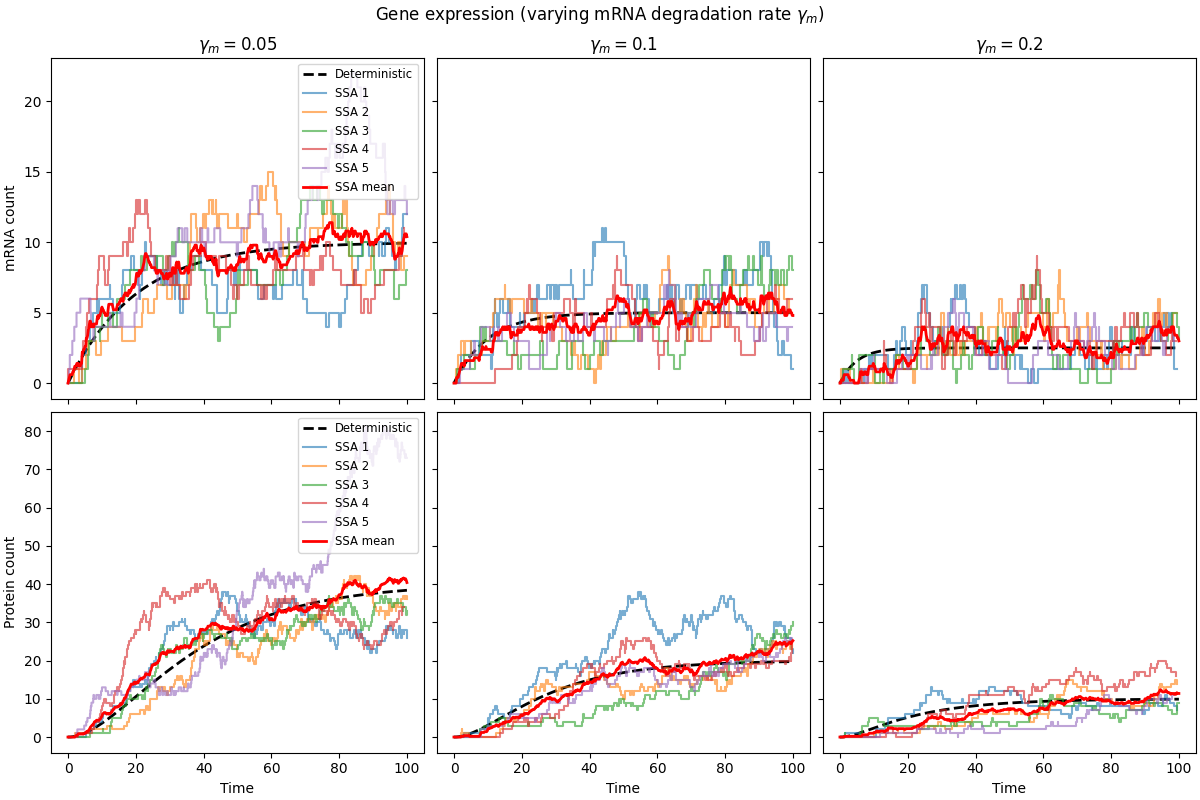 Gene expression (varying mRNA degradation rate γₘ)
γₘ = 0.05
γₘ = 0.1
γₘ = 0.2
mRNA count
20
15
10
5
0
Deterministic
SSA 1
SSA 2
SSA 3
SSA 4
SSA 5
SSA mean
Protein count
80
70
60
50
40
30
20
10
0
Deterministic
SSA 1
SSA 2
SSA 3
SSA 4
SSA 5
SSA mean
0 20 40 60 80 100
0 20 40 60 80 100
0 20 40 60 80 100
Time
Time
Time